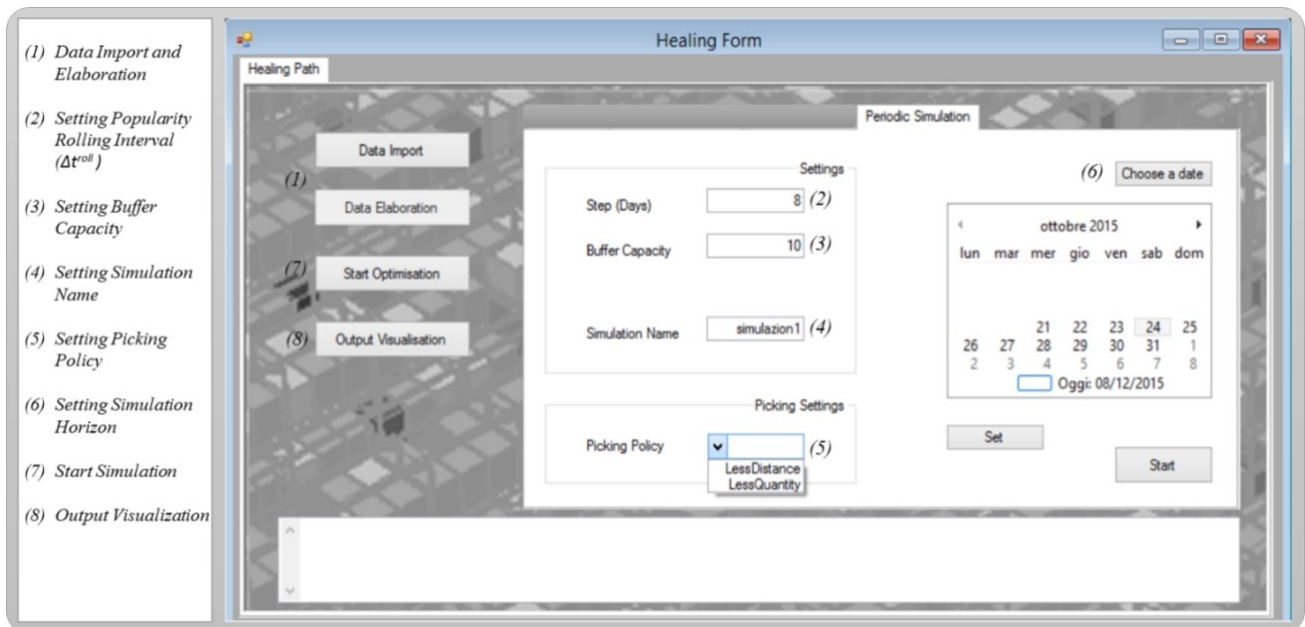 (1) Data Import and
Elaboration
(2) Setting Popularity
Rolling Interval
(Δt^roll)
(3) Setting Buffer
Capacity
(4) Setting Simulation
Name
(5) Setting Picking
Policy
(6) Setting Simulation
Horizon
(7) Start Simulation
(8) Output Visualization
Healing Form
Healing Path
(1)
Data Import
Data Elaboration
(7) Start Optimisation
(8) Output Visualisation
Periodic Simulation
Settings
Step (Days) 8 (2)
Buffer Capacity 10 (3)
Simulation Name simulazion1 (4)
Picking Settings
Picking Policy (5)
LessDistance
LessQuantity
(6) Choose a date
ottobre 2015
lun mar mer gio ven sab dom
21 22 23 24 25
26 27 28 29 30 31 1
2 3 4 5 6 7 8
Oggi: 08/12/2015
Set
Start